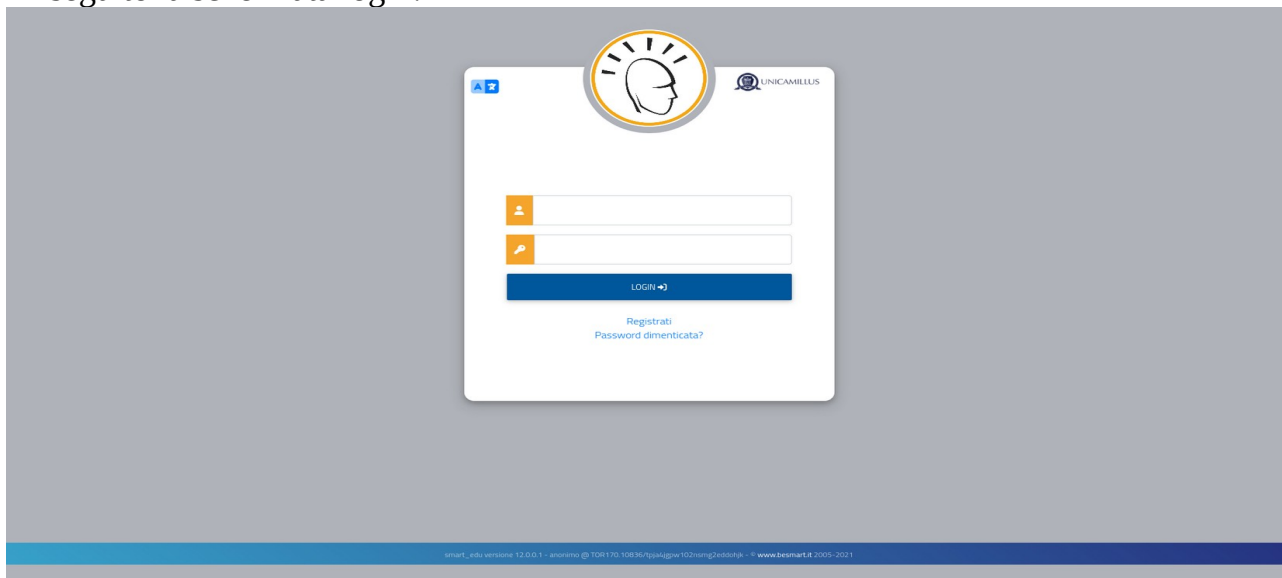 UNICAMILLUS
LOGIN
Registrati
Password dimenticata?
smart_edu versione 12.0.0.1 - anonimo @ - © www.besmart.it 2005-2021